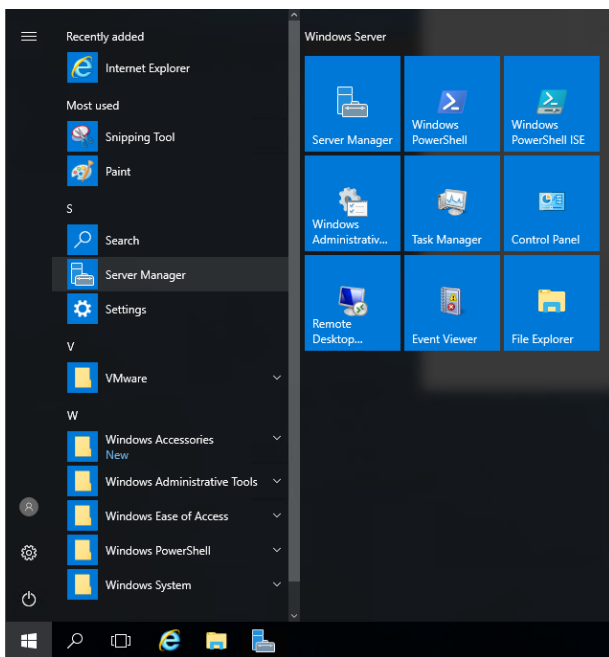 Recently added
Internet Explorer
Most used
Snipping Tool
Paint
S
Search
Server Manager
Settings
V
VMware
W
Windows Accessories
New
Windows Administrative Tools
Windows Ease of Access
Windows PowerShell
Windows System
Windows Server
Server Manager
Windows
PowerShell
Windows
PowerShell ISE
Windows
Administrativ...
Task Manager
Control Panel
Remote
Desktop...
Event Viewer
File Explorer